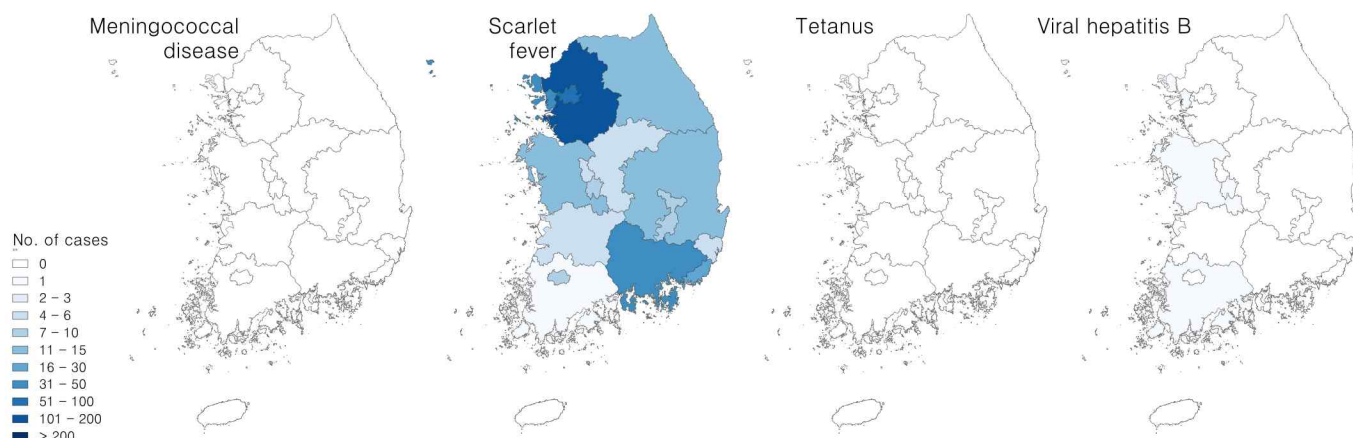 Meningococcal
disease
Scarlet
fever
Tetanus
Viral hepatitis B
No. of cases
0
1
2 – 3
4 – 6
7 – 10
11 – 15
16 – 30
31 – 50
51 – 100
101 – 200
> 200